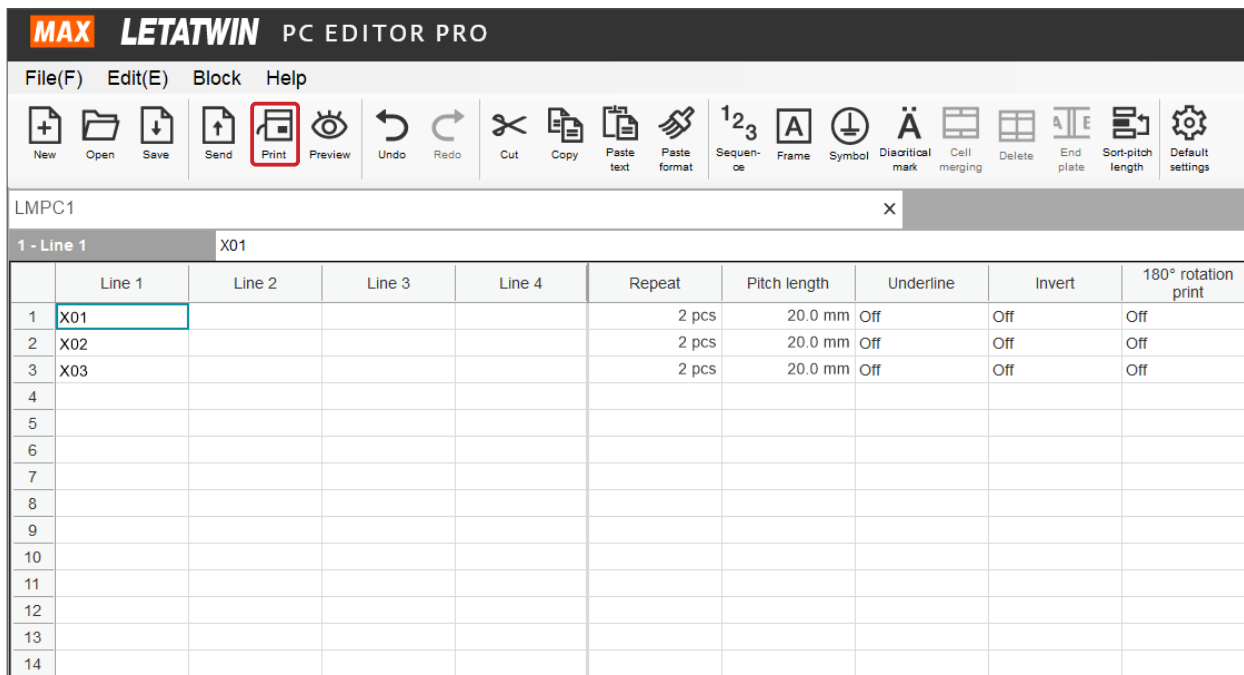 MAX LETATWIN PC EDITOR PRO
File(F) Edit(E) Block Help
New Open Save Send Print Preview Undo Redo Cut Copy Paste text Paste format 1 2 3 Sequen-ce A Frame Symbol Ä Diacritical mark Cell merging Delete A E End plate Sort-pitch length Default settings
LMPC1 ×
1 - Line 1 X01
Line 1 Line 2 Line 3 Line 4 Repeat Pitch length Underline Invert 180° rotation print
1 X01 2 pcs 20.0 mm Off Off Off
2 X02 2 pcs 20.0 mm Off Off Off
3 X03 2 pcs 20.0 mm Off Off Off
4
5
6
7
8
9
10
11
12
13
14